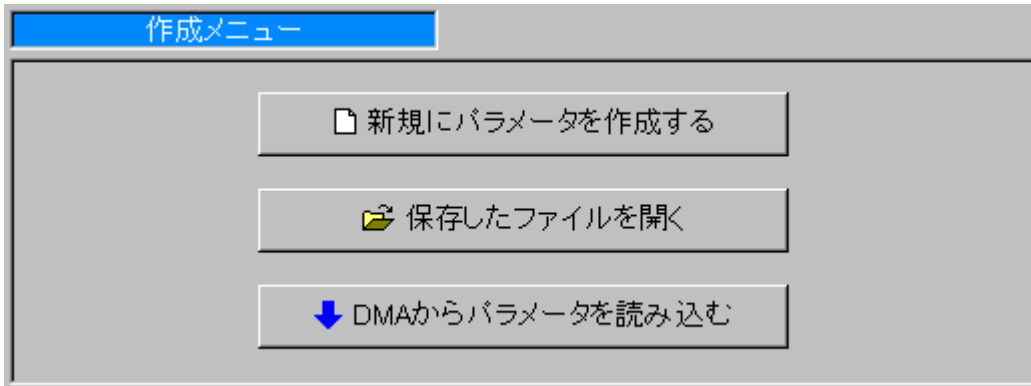 作成メニュー
新規にパラメータを作成する
保存したファイルを開く
DMAからパラメータを読み込む